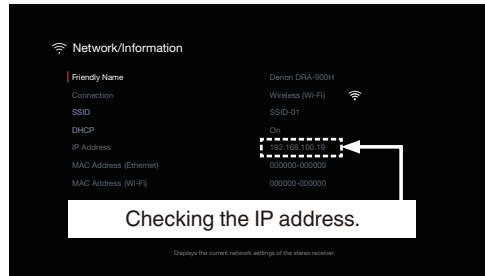 Network/Information
Friendly Name Denon DRA-900H
Connection Wireless (Wi-Fi)
SSID SSID-01
DHCP On
IP Address 192.168.100.19
MAC Address (Ethernet) 000000-000000
MAC Address (Wi-Fi) 000000-000000
Checking the IP address.
Displays the current network settings of the stereo receiver.